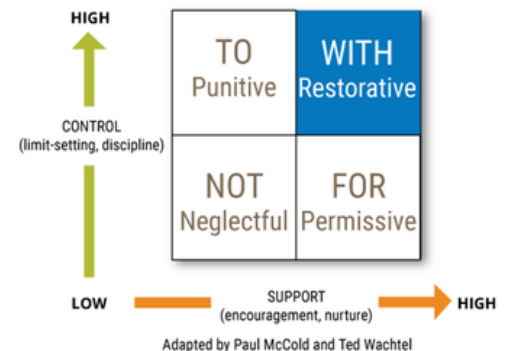 HIGH
TO
Punitive
WITH
Restorative
CONTROL
(limit-setting, discipline)
NOT
Neglectful
FOR
Permissive
LOW
SUPPORT
(encouragement, nurture)
HIGH
Adapted by Paul McCold and Ted Wachtel